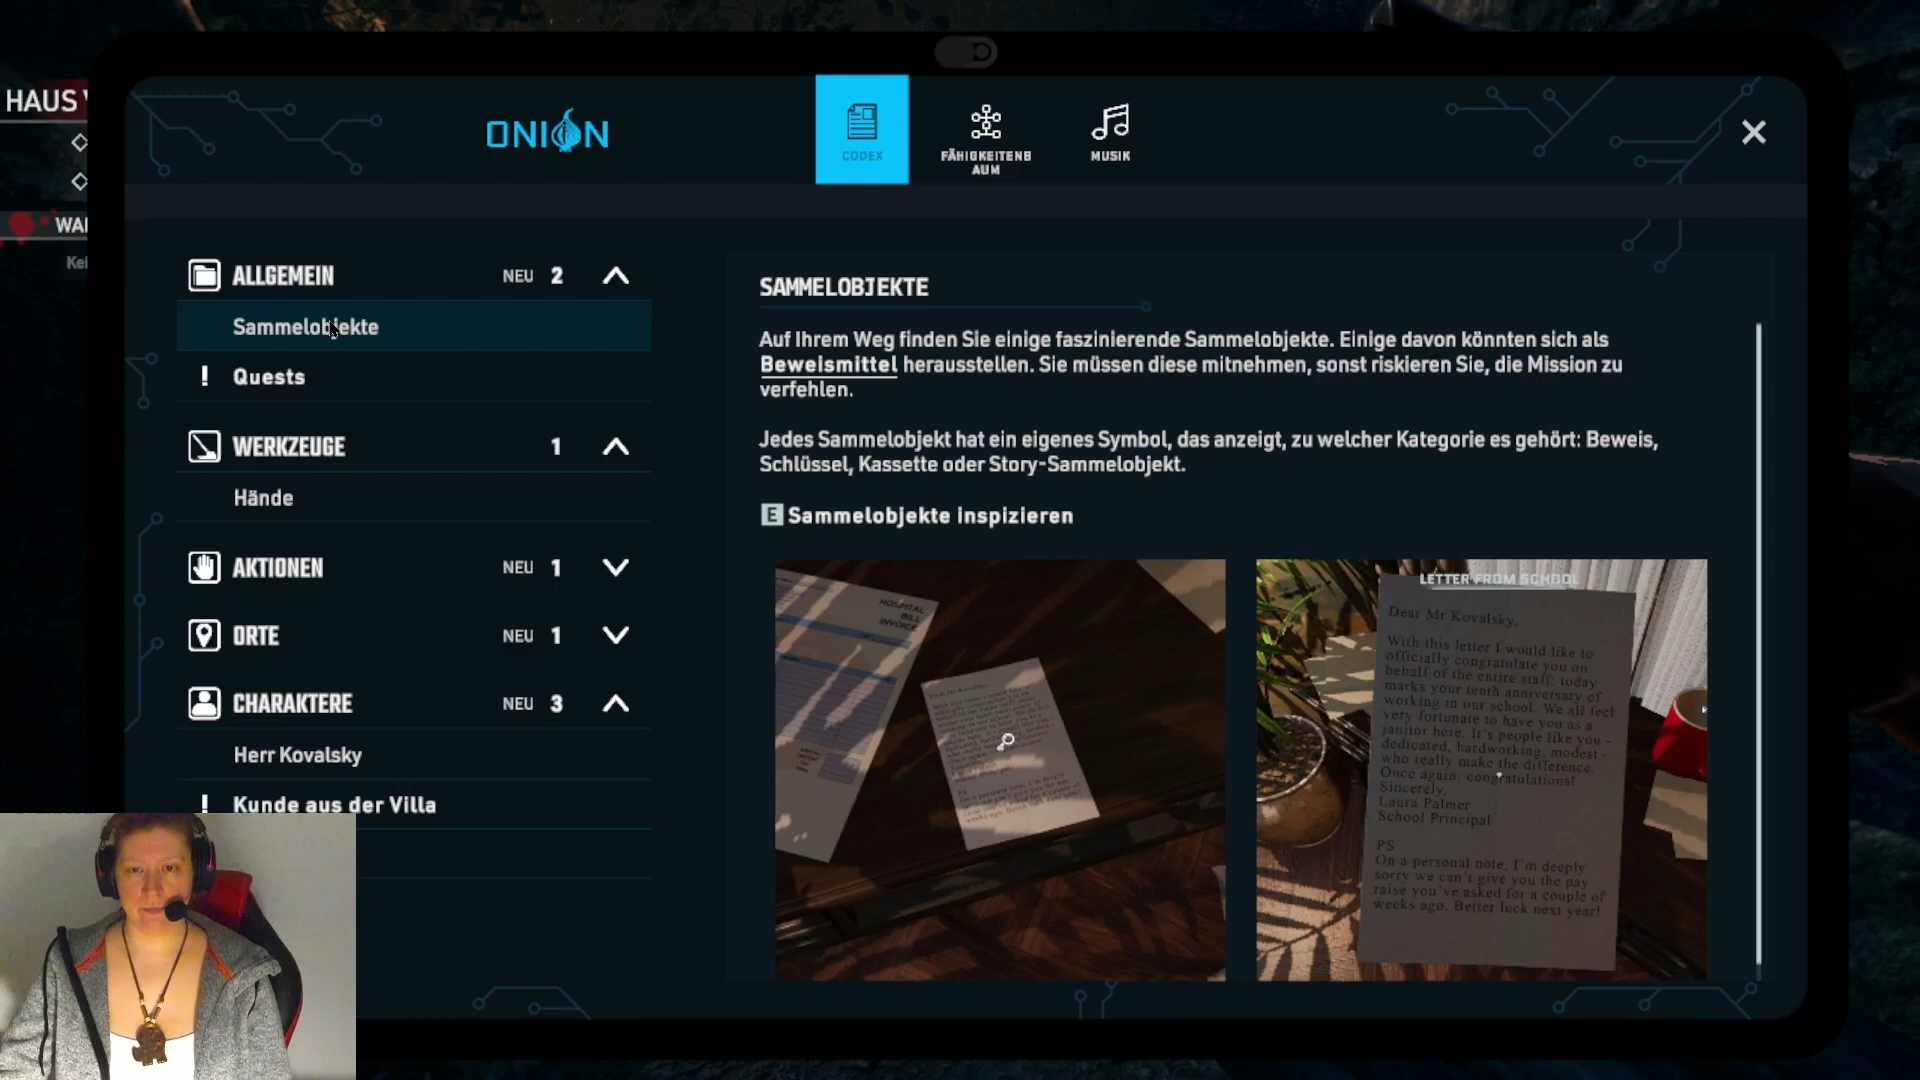 HAUS
WAI
Kei
ONION
CODEX
FÄHIGKEITENB
AUM
MUSIK
ALLGEMEIN NEU 2
Sammelobjekte
! Quests
WERKZEUGE 1
Hände
AKTIONEN NEU 1
ORTE NEU 1
CHARAKTERE NEU 3
Herr Kovalsky
! Kunde aus der Villa
SAMMELOBJEKTE
Auf Ihrem Weg finden Sie einige faszinierende Sammelobjekte. Einige davon könnten sich als
Beweismittel herausstellen. Sie müssen diese mitnehmen, sonst riskieren Sie, die Mission zu
verfehlen.
Jedes Sammelobjekt hat ein eigenes Symbol, das anzeigt, zu welcher Kategorie es gehört: Beweis,
Schlüssel, Kassette oder Story-Sammelobjekt.
E Sammelobjekte inspizieren
HOSPITAL
BILL
INVOICE
LETTER FROM SCHOOL
Dear Mr Kovalsky,
With this letter I would like to
officially congratulate you on
behalf of the entire staff: today
marks your tenth anniversary of
working in our school. We all feel
very fortunate to have you as a
janitor here. It's people like you -
dedicated, hardworking, modest -
who really make the difference.
Once again: congratulations!
Sincerely,
Laura Palmer
School Principal
PS
On a personal note, I'm deeply
sorry we can't give you the pay
raise you've asked for a couple of
weeks ago. Better luck next year!